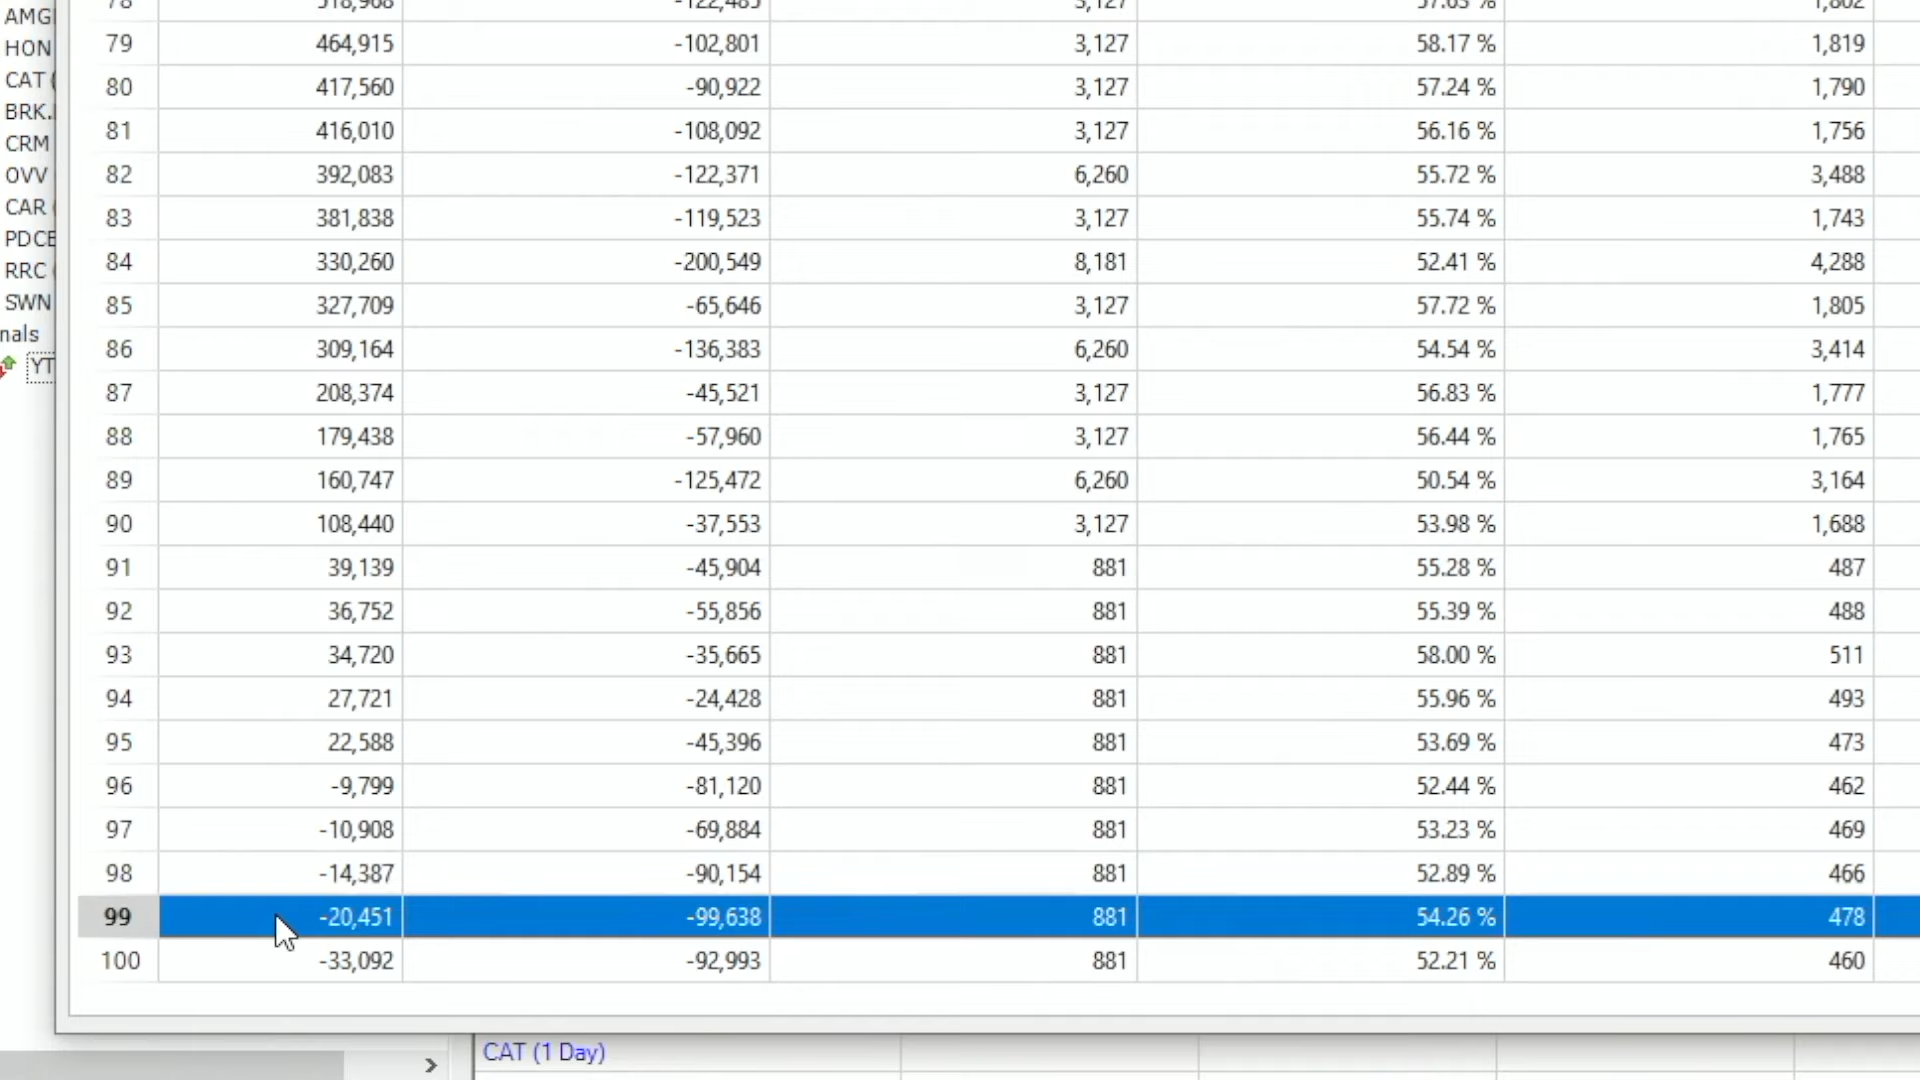 AMG
HON
CAT (
BRK.
CRM
OVV
CAR
PDCE
RRC
SWN
nals
YT
78 518,968 -122,485 3,127 57.63 % 1,802
79 464,915 -102,801 3,127 58.17 % 1,819
80 417,560 -90,922 3,127 57.24 % 1,790
81 416,010 -108,092 3,127 56.16 % 1,756
82 392,083 -122,371 6,260 55.72 % 3,488
83 381,838 -119,523 3,127 55.74 % 1,743
84 330,260 -200,549 8,181 52.41 % 4,288
85 327,709 -65,646 3,127 57.72 % 1,805
86 309,164 -136,383 6,260 54.54 % 3,414
87 208,374 -45,521 3,127 56.83 % 1,777
88 179,438 -57,960 3,127 56.44 % 1,765
89 160,747 -125,472 6,260 50.54 % 3,164
90 108,440 -37,553 3,127 53.98 % 1,688
91 39,139 -45,904 881 55.28 % 487
92 36,752 -55,856 881 55.39 % 488
93 34,720 -35,665 881 58.00 % 511
94 27,721 -24,428 881 55.96 % 493
95 22,588 -45,396 881 53.69 % 473
96 -9,799 -81,120 881 52.44 % 462
97 -10,908 -69,884 881 53.23 % 469
98 -14,387 -90,154 881 52.89 % 466
99 -20,451 -99,638 881 54.26 % 478
100 -33,092 -92,993 881 52.21 % 460
CAT (1 Day)